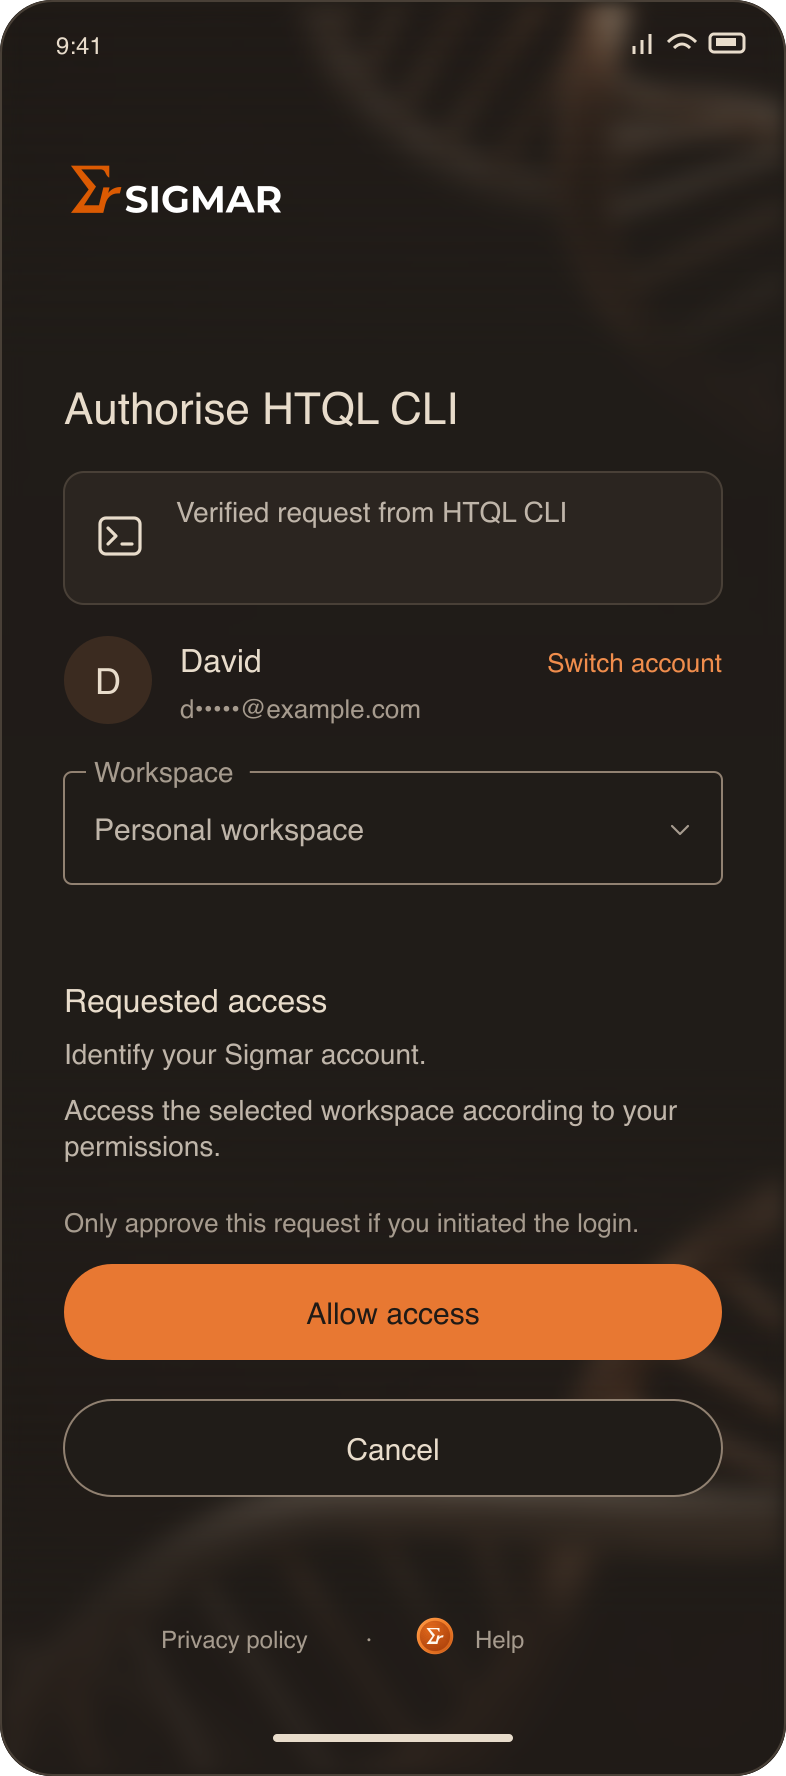 9:41
Σr SIGMAR
Authorise HTQL CLI
Verified request from HTQL CLI
D
David
Switch account
d•••••@example.com
Workspace
Personal workspace
Requested access
Identify your Sigmar account.
Access the selected workspace according to your
permissions.
Only approve this request if you initiated the login.
Allow access
Cancel
Privacy policy · Σr Help